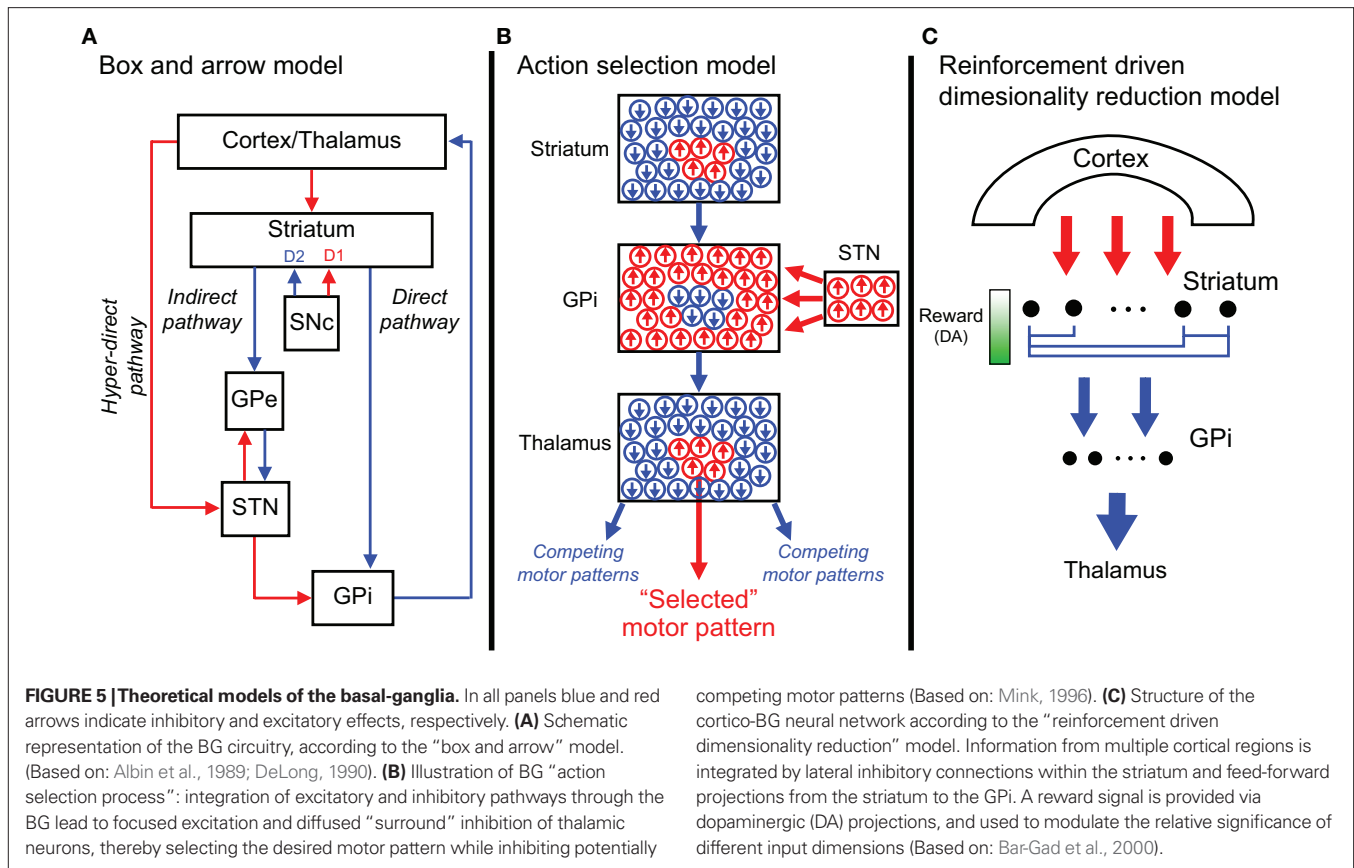 A
Box and arrow model
Cortex/Thalamus
Striatum
D2 D1
Indirect
pathway
SNc
Direct
pathway
Hyper-direct
pathway
GPe
STN
GPi
B
Action selection model
Striatum
STN
GPi
Thalamus
Competing
motor patterns
Competing
motor patterns
“Selected”
motor pattern
C
Reinforcement driven
dimesionality reduction model
Cortex
Striatum
Reward
(DA)
GPi
Thalamus
FIGURE 5 | Theoretical models of the basal-ganglia. In all panels blue and red
arrows indicate inhibitory and excitatory effects, respectively. (A) Schematic
representation of the BG circuitry, according to the “box and arrow” model.
(Based on: Albin et al., 1989; DeLong, 1990). (B) Illustration of BG “action
selection process”: integration of excitatory and inhibitory pathways through the
BG lead to focused excitation and diffused “surround” inhibition of thalamic
neurons, thereby selecting the desired motor pattern while inhibiting potentially
competing motor patterns (Based on: Mink, 1996). (C) Structure of the
cortico-BG neural network according to the “reinforcement driven
dimensionality reduction” model. Information from multiple cortical regions is
integrated by lateral inhibitory connections within the striatum and feed-forward
projections from the striatum to the GPi. A reward signal is provided via
dopaminergic (DA) projections, and used to modulate the relative significance of
different input dimensions (Based on: Bar-Gad et al., 2000).